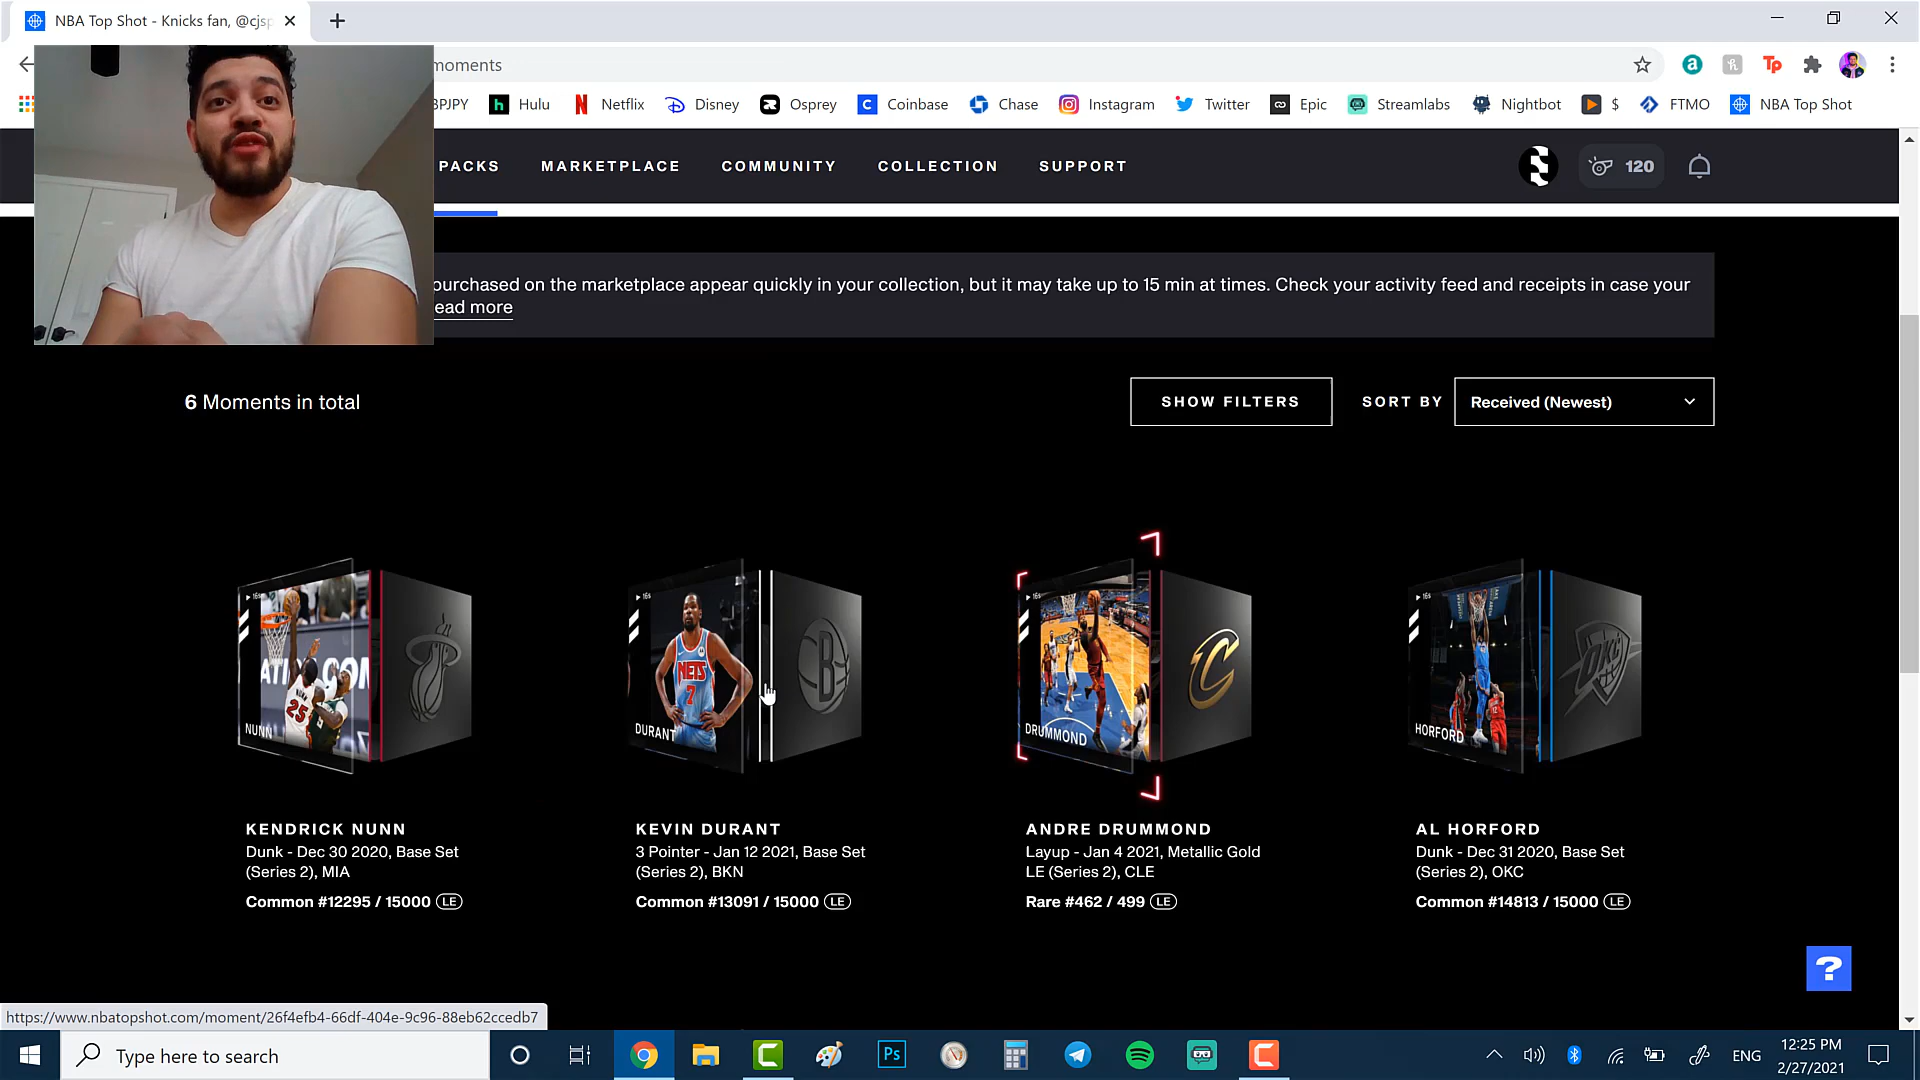 NBA Top Shot - Knicks fan, @cjsp
moments
BPJPY
Hulu
Netflix
Disney
Osprey
Coinbase
Chase
Instagram
Twitter
Epic
Streamlabs
Nightbot
$
FTMO
NBA Top Shot
PACKS
MARKETPLACE
COMMUNITY
COLLECTION
SUPPORT
120
purchased on the marketplace appear quickly in your collection, but it may take up to 15 min at times. Check your activity feed and receipts in case your
ead more
6 Moments in total
SHOW FILTERS
SORT BY
Received (Newest)
NUNN
DURANT
DRUMMOND
HORFORD
KENDRICK NUNN
Dunk - Dec 30 2020, Base Set
(Series 2), MIA
Common #12295 / 15000 LE
KEVIN DURANT
3 Pointer - Jan 12 2021, Base Set
(Series 2), BKN
Common #13091 / 15000 LE
ANDRE DRUMMOND
Layup - Jan 4 2021, Metallic Gold
LE (Series 2), CLE
Rare #462 / 499 LE
AL HORFORD
Dunk - Dec 31 2020, Base Set
(Series 2), OKC
Common #14813 / 15000 LE
?
https://www.nbatopshot.com/moment/26f4efb4-66df-404e-9c96-88eb62ccedb7
Type here to search
Ps
ENG
12:25 PM
2/27/2021